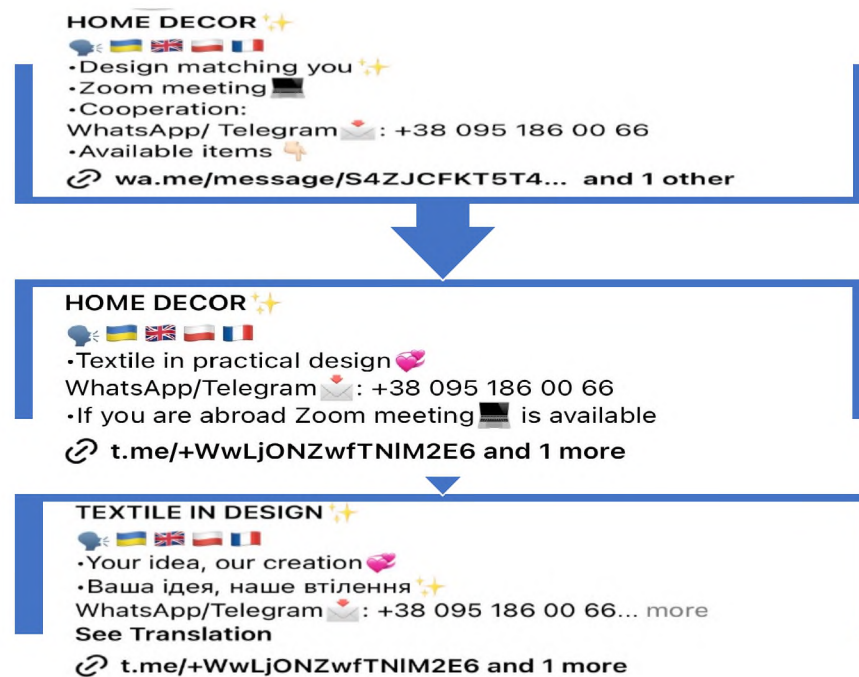 HOME DECOR✨
🗣️🇺🇦🇬🇧🇵🇱🇫🇷
•Design matching you✨
•Zoom meeting💻
•Cooperation:
WhatsApp/ Telegram📩: +38 095 186 00 66
•Available items 👇🏻
wa.me/message/S4ZJCFKT5T4... and 1 other
HOME DECOR✨
🗣️🇺🇦🇬🇧🇵🇱🇫🇷
•Textile in practical design💞
WhatsApp/Telegram📩: +38 095 186 00 66
•If you are abroad Zoom meeting💻 is available
t.me/+WwLjONZwfTNlM2E6 and 1 more
TEXTILE IN DESIGN✨
🗣️🇺🇦🇬🇧🇵🇱🇫🇷
•Your idea, our creation💞
•Ваша ідея, наше втілення✨
WhatsApp/Telegram📩: +38 095 186 00 66... more
See Translation
t.me/+WwLjONZwfTNlM2E6 and 1 more